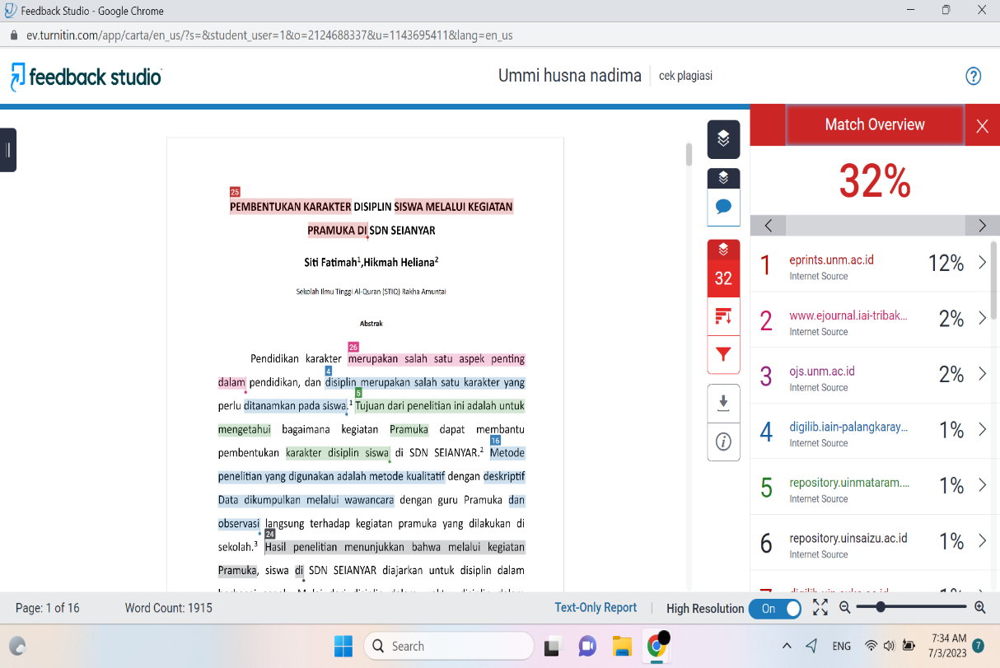 Feedback Studio - Google Chrome
ev.turnitin.com/app/carta/en_us/?s=&student_user=1&o=2124688337&u=1143695411&lang=en_us
feedback studio
Ummi husna nadima
cek plagiasi
?
25
PEMBENTUKAN KARAKTER DISIPLIN SISWA MELALUI KEGIATAN
PRAMUKA DI SDN SEIANYAR
Siti Fatimah1,Hikmah Heliana2
Sekolah Ilmu Tinggi Al-Quran (STIQ) Rakha Amuntai
Abstrak
26
Pendidikan karakter merupakan salah satu aspek penting
4
dalam pendidikan, dan disiplin merupakan salah satu karakter yang
5
perlu ditanamkan pada siswa.1 Tujuan dari penelitian ini adalah untuk
mengetahui bagaimana kegiatan Pramuka dapat membantu
16
pembentukan karakter disiplin siswa di SDN SEIANYAR.2 Metode
penelitian yang digunakan adalah metode kualitatif dengan deskriptif
Data dikumpulkan melalui wawancara dengan guru Pramuka dan
observasi langsung terhadap kegiatan pramuka yang dilakukan di
24
sekolah.3 Hasil penelitian menunjukkan bahwa melalui kegiatan
Pramuka, siswa di SDN SEIANYAR diajarkan untuk disiplin dalam
32
Match Overview
32%
1 eprints.unm.ac.id 12%
Internet Source
2 www.ejournal.iai-tribak... 2%
Internet Source
3 ojs.unm.ac.id 2%
Internet Source
4 digilib.iain-palangkaray... 1%
Internet Source
5 repository.uinmataram.... 1%
Internet Source
6 repository.uinsaizu.ac.id 1%
Internet Source
Page: 1 of 16
Word Count: 1915
Text-Only Report
High Resolution
On
Search
ENG
7:34 AM
7/3/2023
7